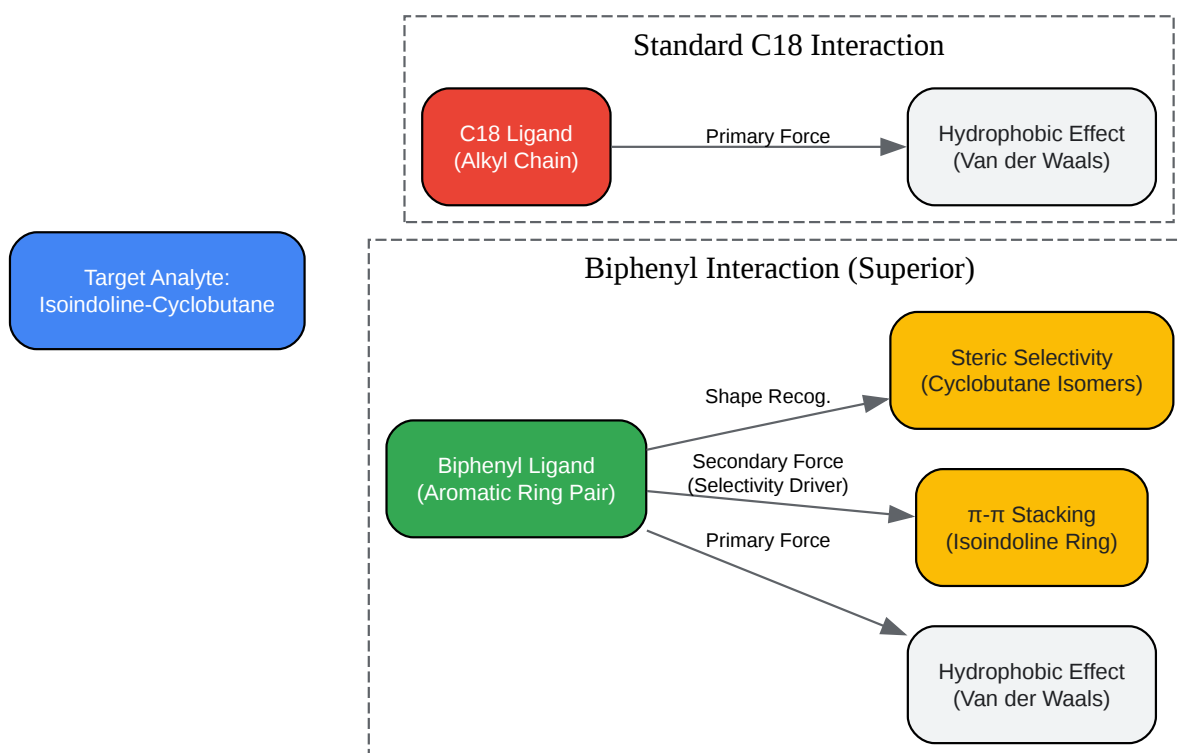 Standard C18 Interaction
C18 Ligand
(Alkyl Chain)
Primary Force
Hydrophobic Effect
(Van der Waals)
Target Analyte:
Isoindoline-Cyclobutane
Biphenyl Interaction (Superior)
Biphenyl Ligand
(Aromatic Ring Pair)
Shape Recog.
Steric Selectivity
(Cyclobutane Isomers)
Secondary Force
(Selectivity Driver)
π-π Stacking
(Isoindoline Ring)
Primary Force
Hydrophobic Effect
(Van der Waals)